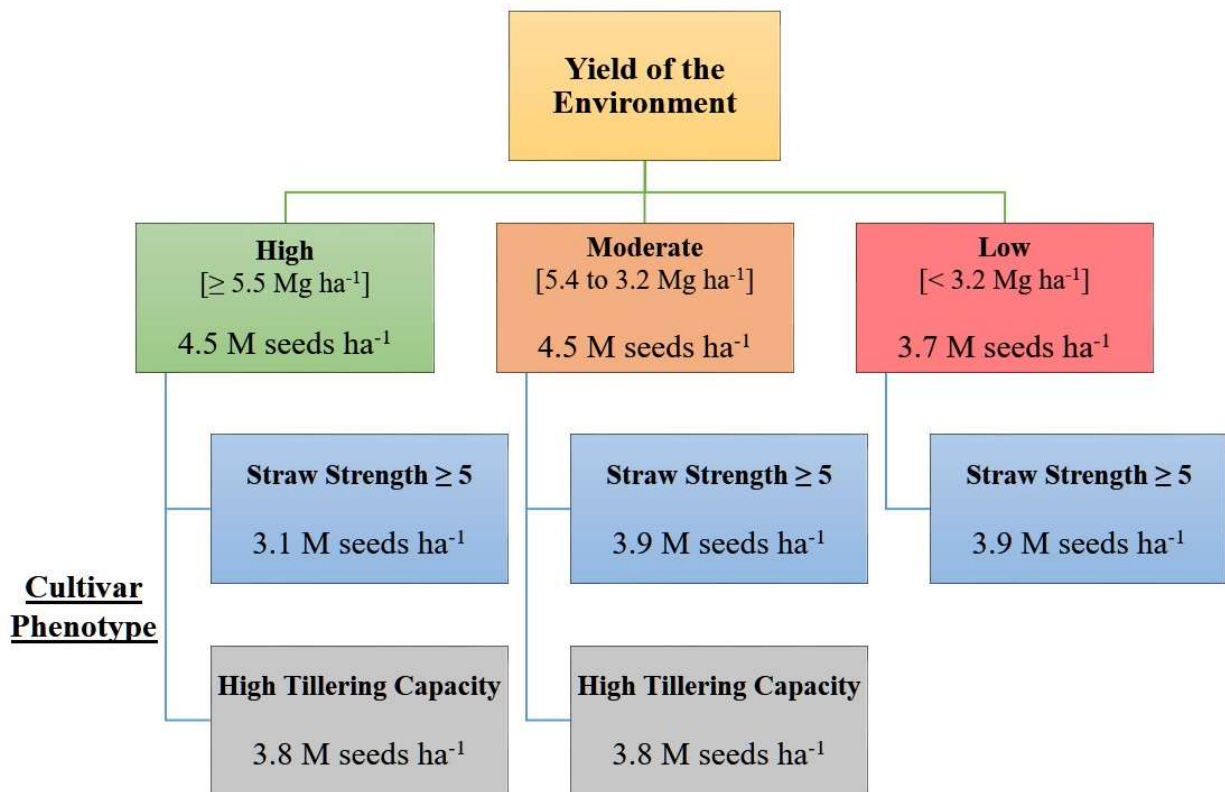 Yield of the
Environment
High
[≥ 5.5 Mg ha⁻¹]
4.5 M seeds ha⁻¹
Moderate
[5.4 to 3.2 Mg ha⁻¹]
4.5 M seeds ha⁻¹
Low
[< 3.2 Mg ha⁻¹]
3.7 M seeds ha⁻¹
Cultivar
Phenotype
Straw Strength ≥ 5
3.1 M seeds ha⁻¹
Straw Strength ≥ 5
3.9 M seeds ha⁻¹
Straw Strength ≥ 5
3.9 M seeds ha⁻¹
High Tillering Capacity
3.8 M seeds ha⁻¹
High Tillering Capacity
3.8 M seeds ha⁻¹